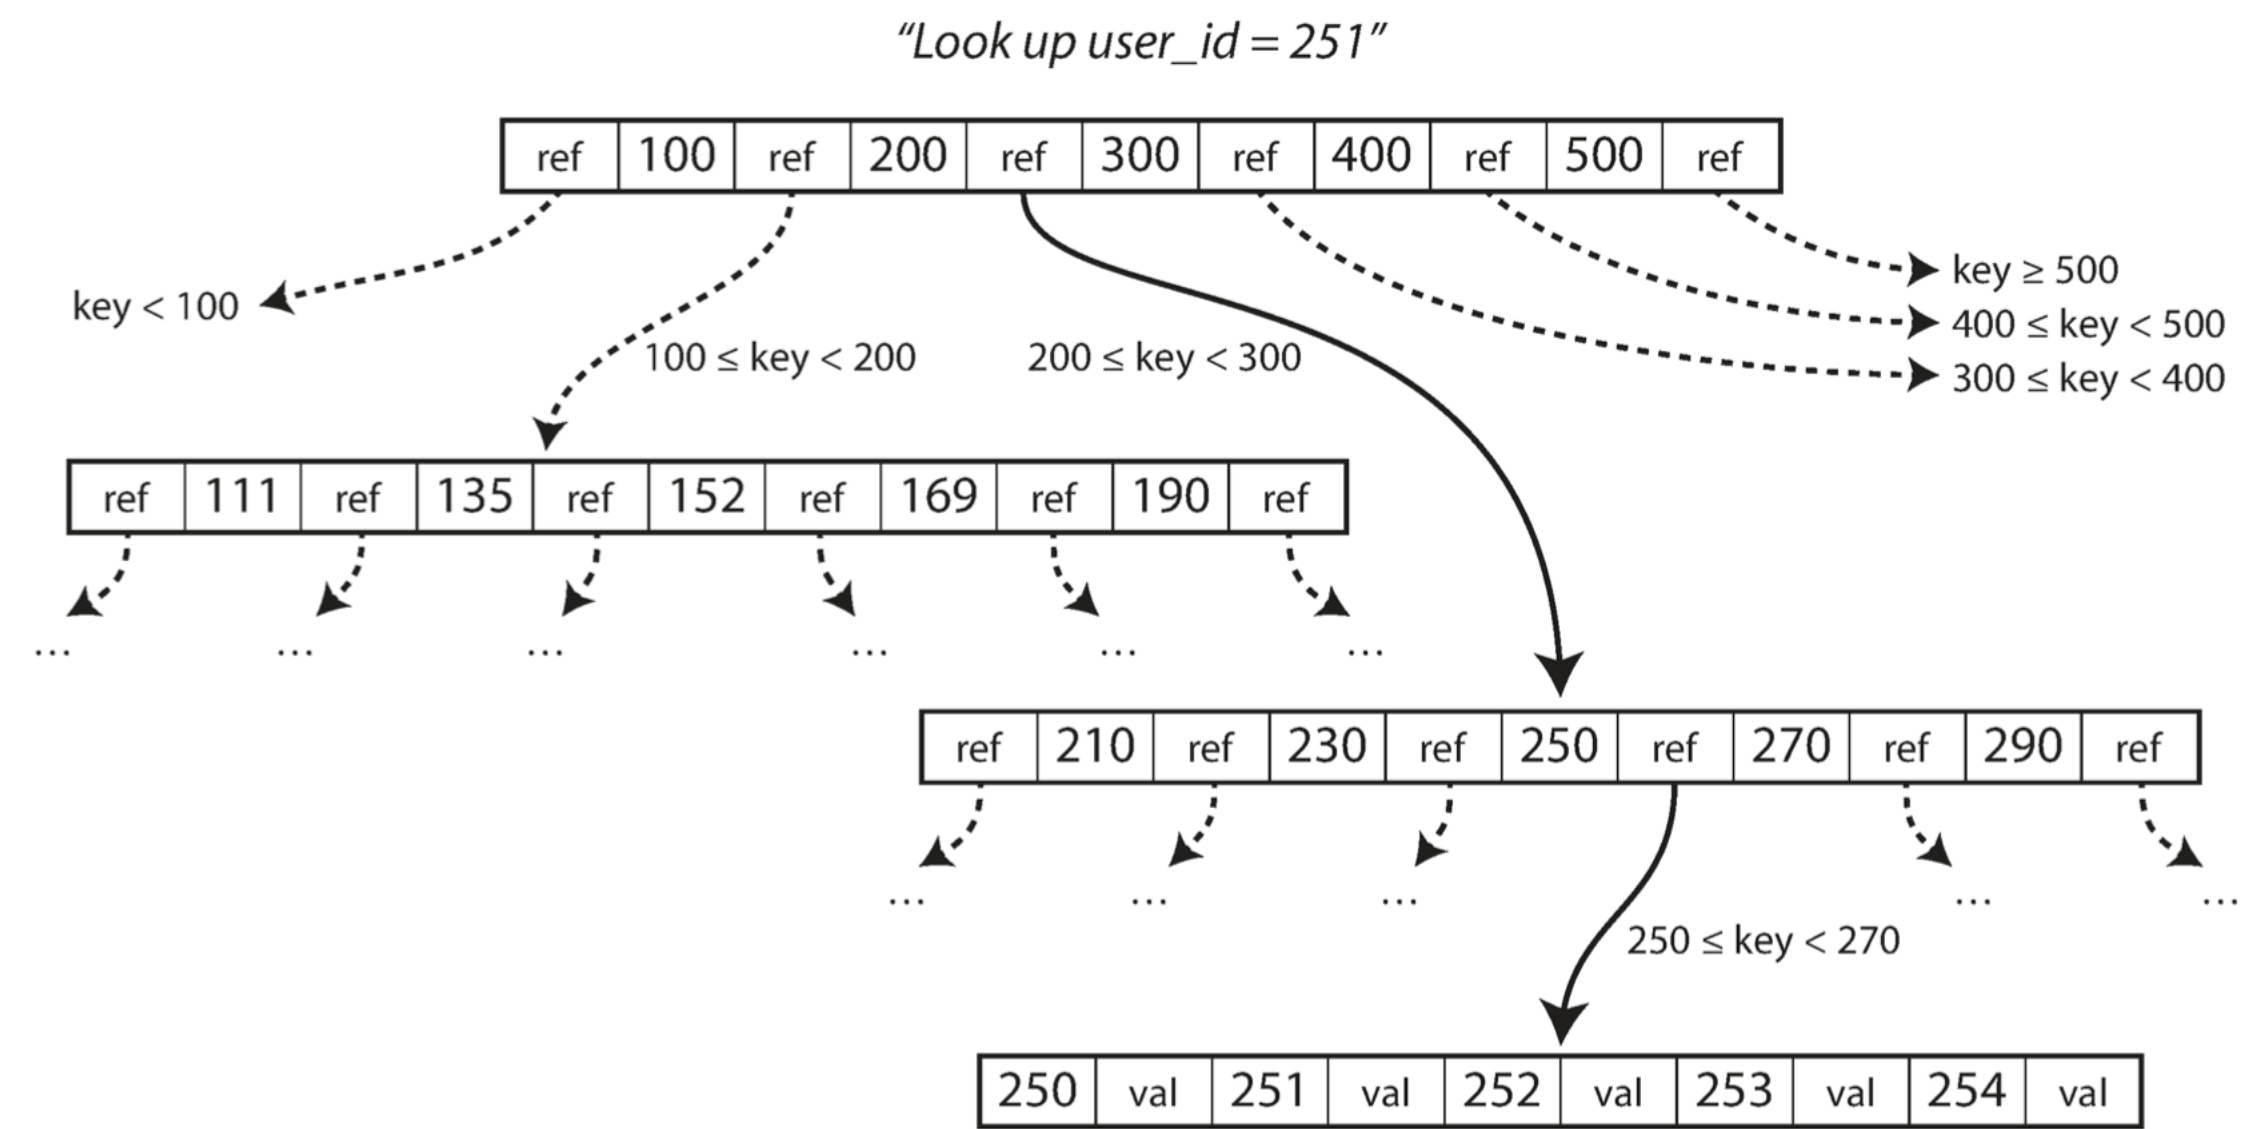 “Look up user_id = 251”
ref 100 ref 200 ref 300 ref 400 ref 500 ref
key < 100
key ≥ 500
400 ≤ key < 500
300 ≤ key < 400
100 ≤ key < 200
200 ≤ key < 300
ref 111 ref 135 ref 152 ref 169 ref 190 ref
... ... ... ... ... ...
ref 210 ref 230 ref 250 ref 270 ref 290 ref
... ... ... ... ...
250 ≤ key < 270
250 val 251 val 252 val 253 val 254 val